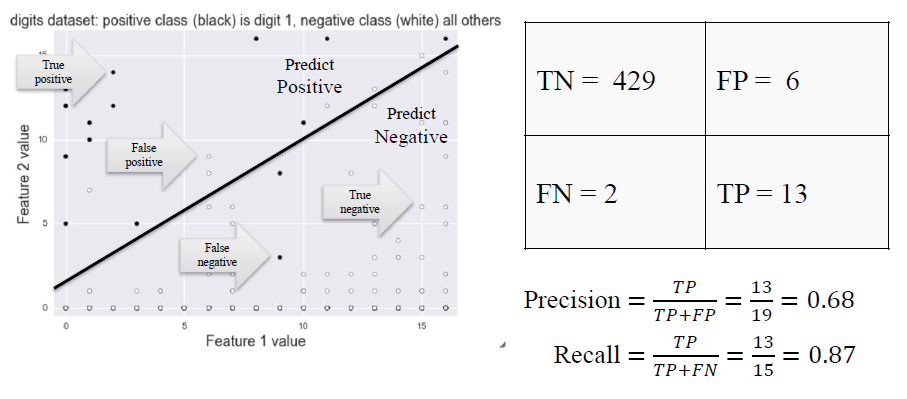 digits dataset: positive class (black) is digit 1, negative class (white) all others
True
positive
Predict
Positive
Predict
Negative
False
positive
True
negative
False
negative
Feature 2 value
15
10
5
0
0
5
10
15
Feature 1 value
TN = 429
FP = 6
FN = 2
TP = 13
Precision = TP/TP+FP = 13/19 = 0.68
Recall = TP/TP+FN = 13/15 = 0.87